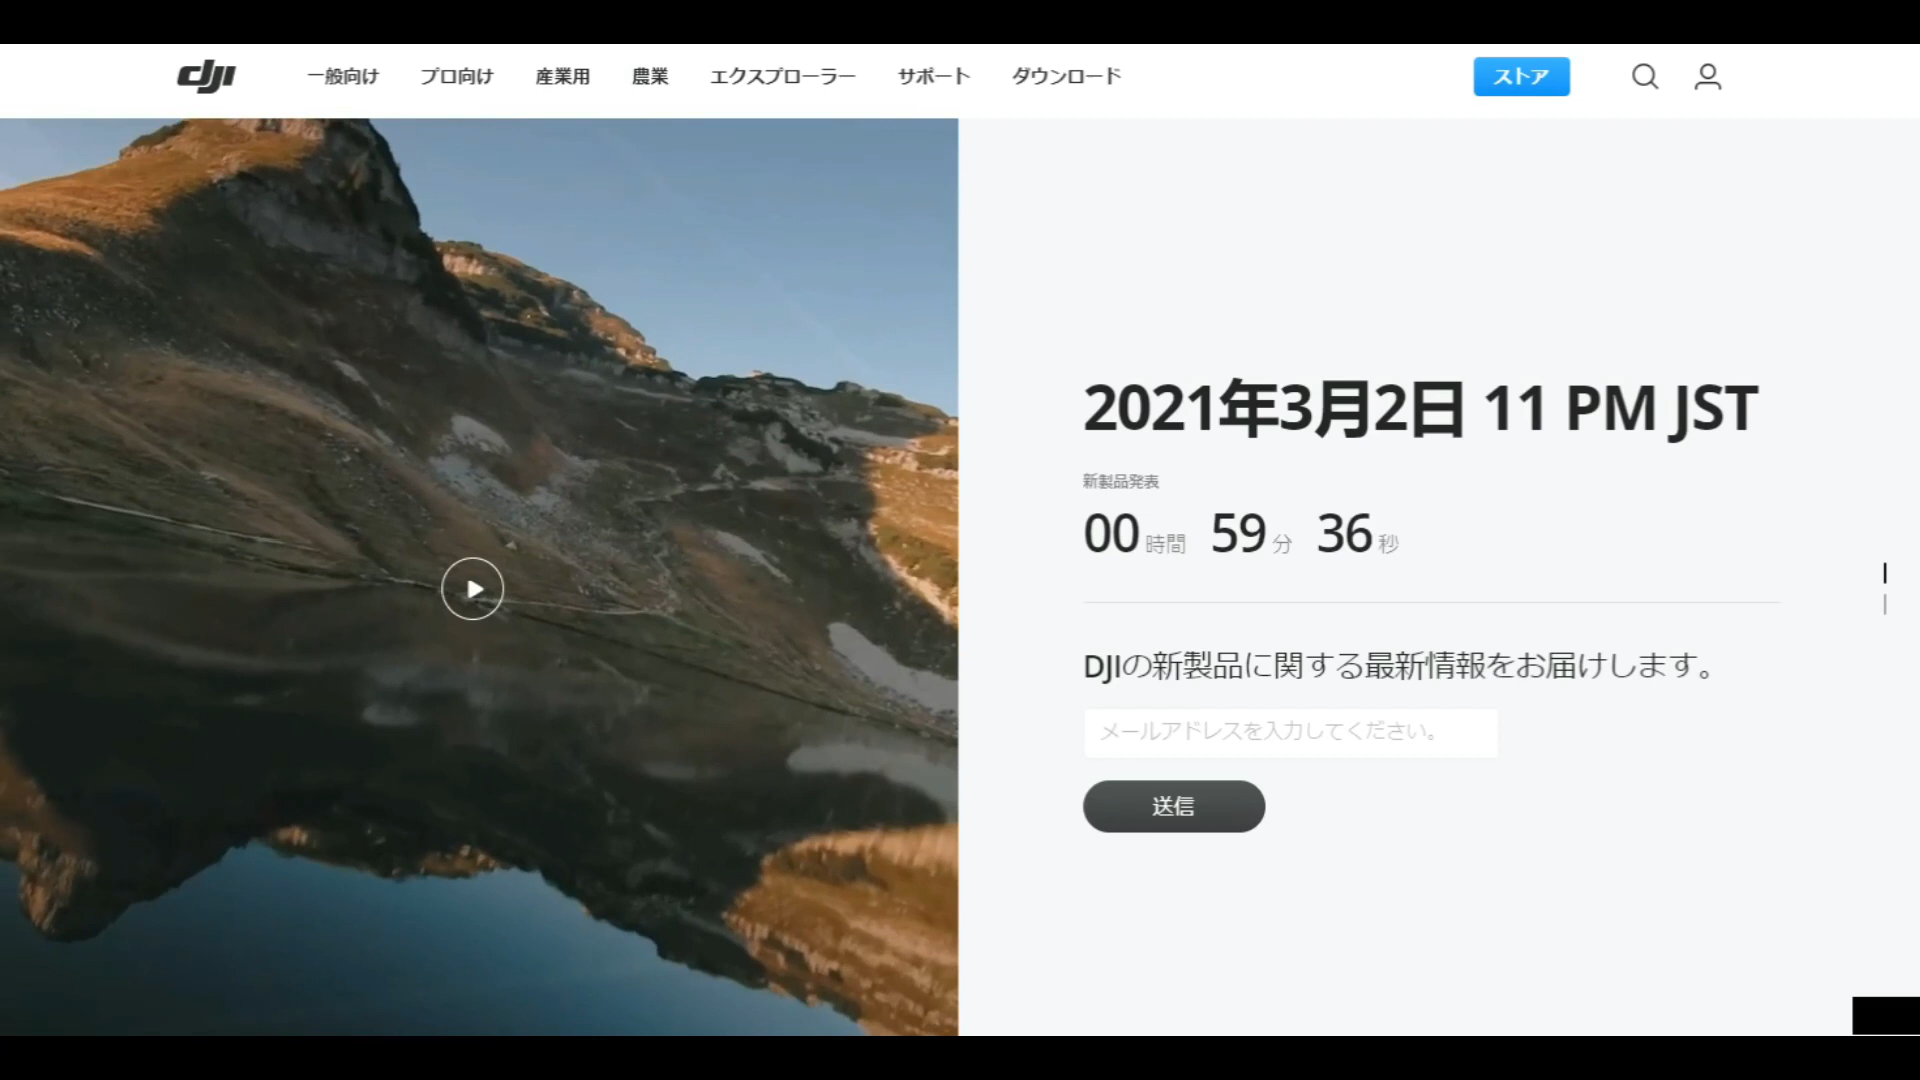 dji 一般向け プロ向け 産業用 農業 エクスプローラー サポート ダウンロード ストア
2021年3月2日 11 PM JST
新製品発表
00 時間 59 分 36 秒
DJIの新製品に関する最新情報をお届けします。
メールアドレスを入力してください。
送信